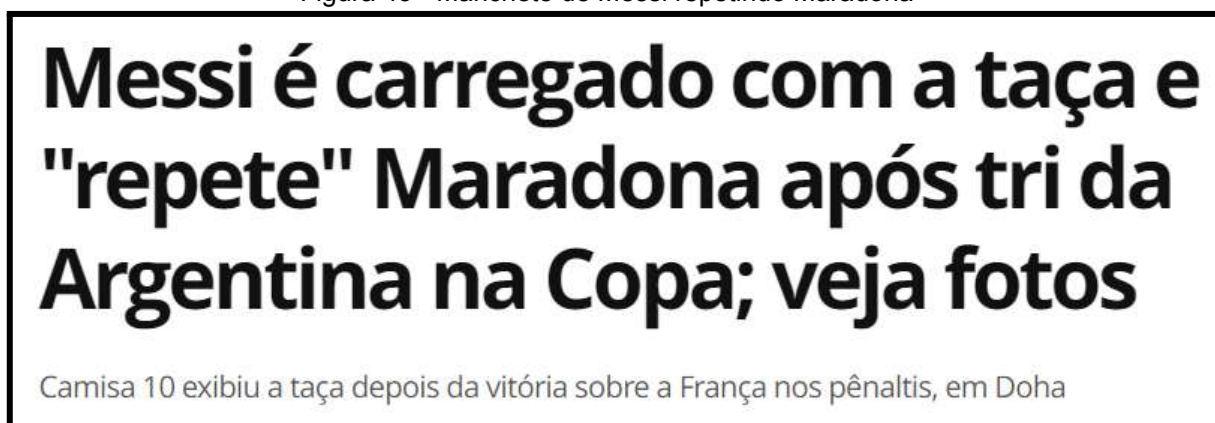 Messi é carregado com a taça e
"repete" Maradona após tri da
Argentina na Copa; veja fotos
Camisa 10 exibiu a taça depois da vitória sobre a França nos pênaltis, em Doha